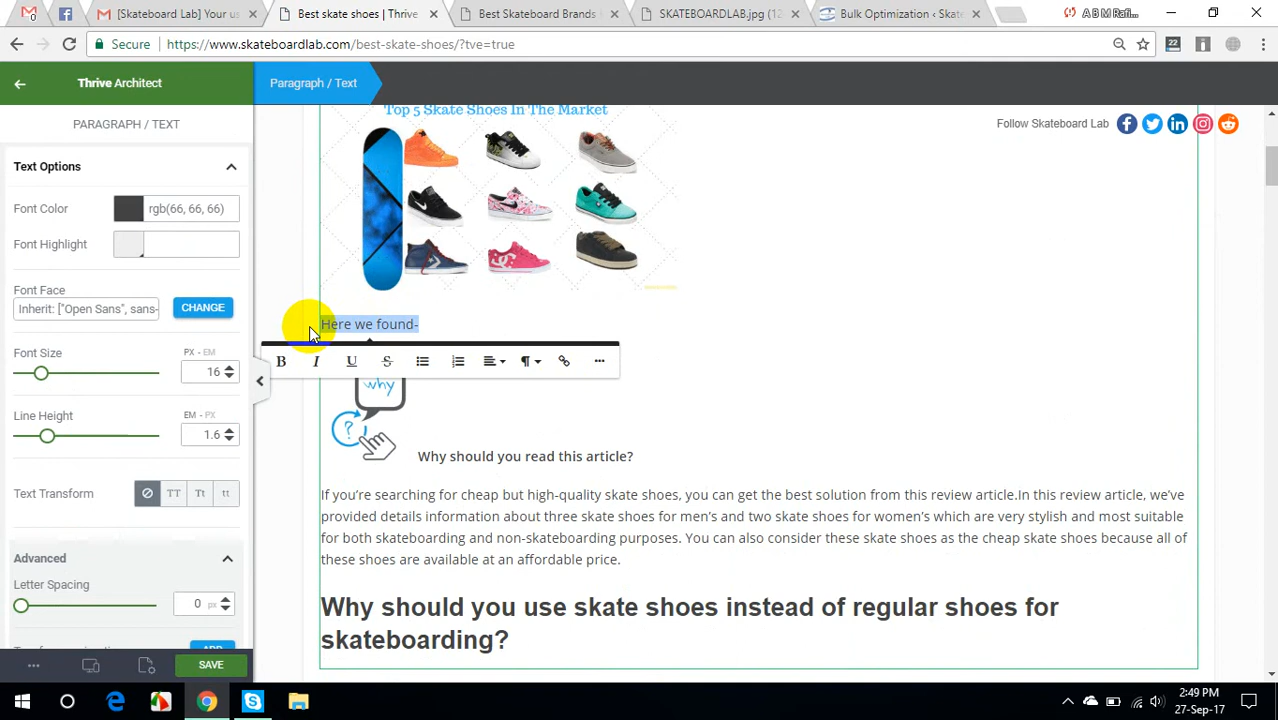 [Skateboard Lab] Your u
Best skate shoes | Thrive
Best Skateboard Brands
SKATEBOARDLAB.jpg (12
Bulk Optimization ‹ Skate
A B M Rafi...
Secure
https://www.skateboardlab.com/best-skate-shoes/?tve=true
22
Thrive Architect
Paragraph / Text
PARAGRAPH / TEXT
Top 5 Skate Shoes In The Market
Follow Skateboard Lab
Text Options
Font Color
rgb(66, 66, 66)
Font Highlight
Font Face
Inherit: ["Open Sans", sans-
CHANGE
Here we found-
Font Size
PX - EM
16
B I U S
why
?
Line Height
EM - PX
1.6
Why should you read this article?
Text Transform
TT Tt tt
If you're searching for cheap but high-quality skate shoes, you can get the best solution from this review article.In this review article, we've
provided details information about three skate shoes for men's and two skate shoes for women's which are very stylish and most suitable
for both skateboarding and non-skateboarding purposes. You can also consider these skate shoes as the cheap skate shoes because all of
these shoes are available at an affordable price.
Advanced
Letter Spacing
0 px
Why should you use skate shoes instead of regular shoes for
skateboarding?
SAVE
2:49 PM
27-Sep-17